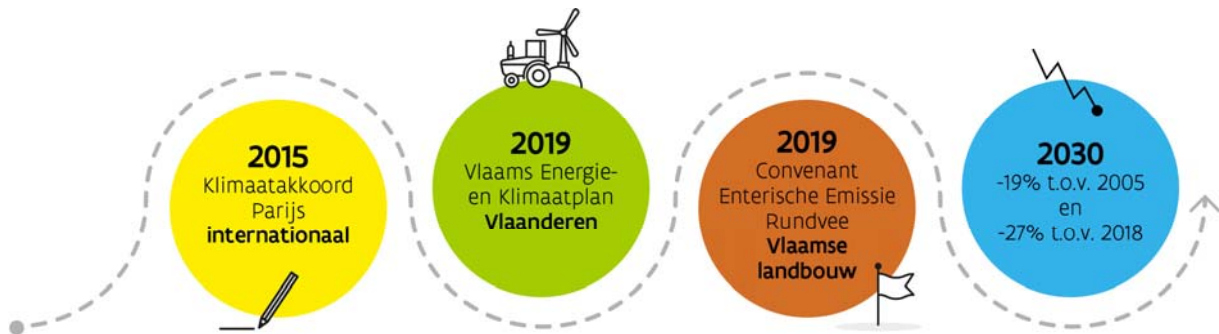 2015
Klimaatakkoord
Parijs
internationaal
2019
Vlaams Energie-
en Klimaatplan
Vlaanderen
2019
Convenant
Enterische Emissie
Rundvee
Vlaamse
landbouw
2030
-19% t.o.v. 2005
en
-27% t.o.v. 2018